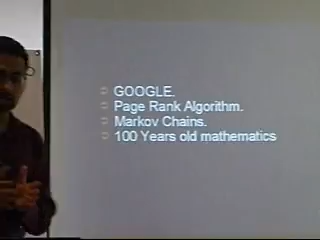 GOOGLE.
Page Rank Algorithm.
Markov Chains.
100 Years old mathematics